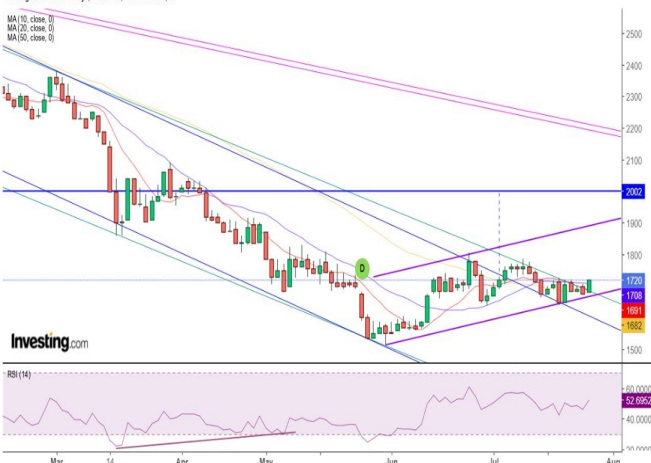 MA (10, close, 0)
MA (20, close, 0)
MA (50, close, 0)
2500
2400
2300
2200
2100
2002
1900
1800
1720
1708
1691
1682
1500
D
Investing.com
RSI (14)
60.0000
52.6952
40.0000
20.0000
Mar 14 Apr May Jun Jul Aug